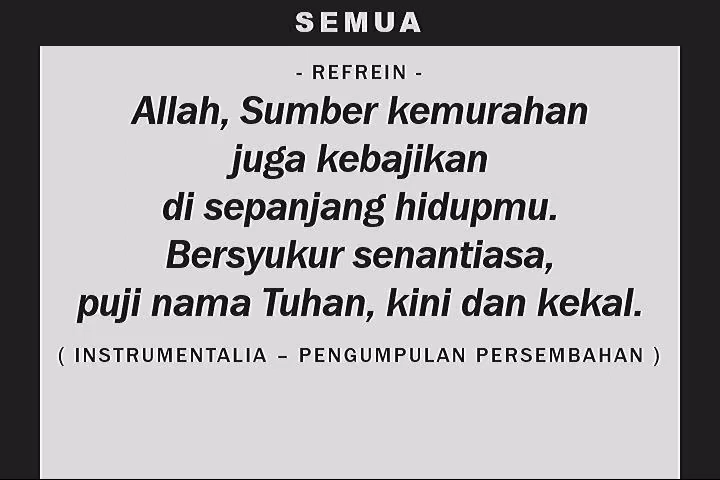 SEMUA
- REFREIN -
Allah, Sumber kemurahan
juga kebajikan
di sepanjang hidupmu.
Bersyukur senantiasa,
puji nama Tuhan, kini dan kekal.
( INSTRUMENTALIA – PENGUMPULAN PERSEMBAHAN )